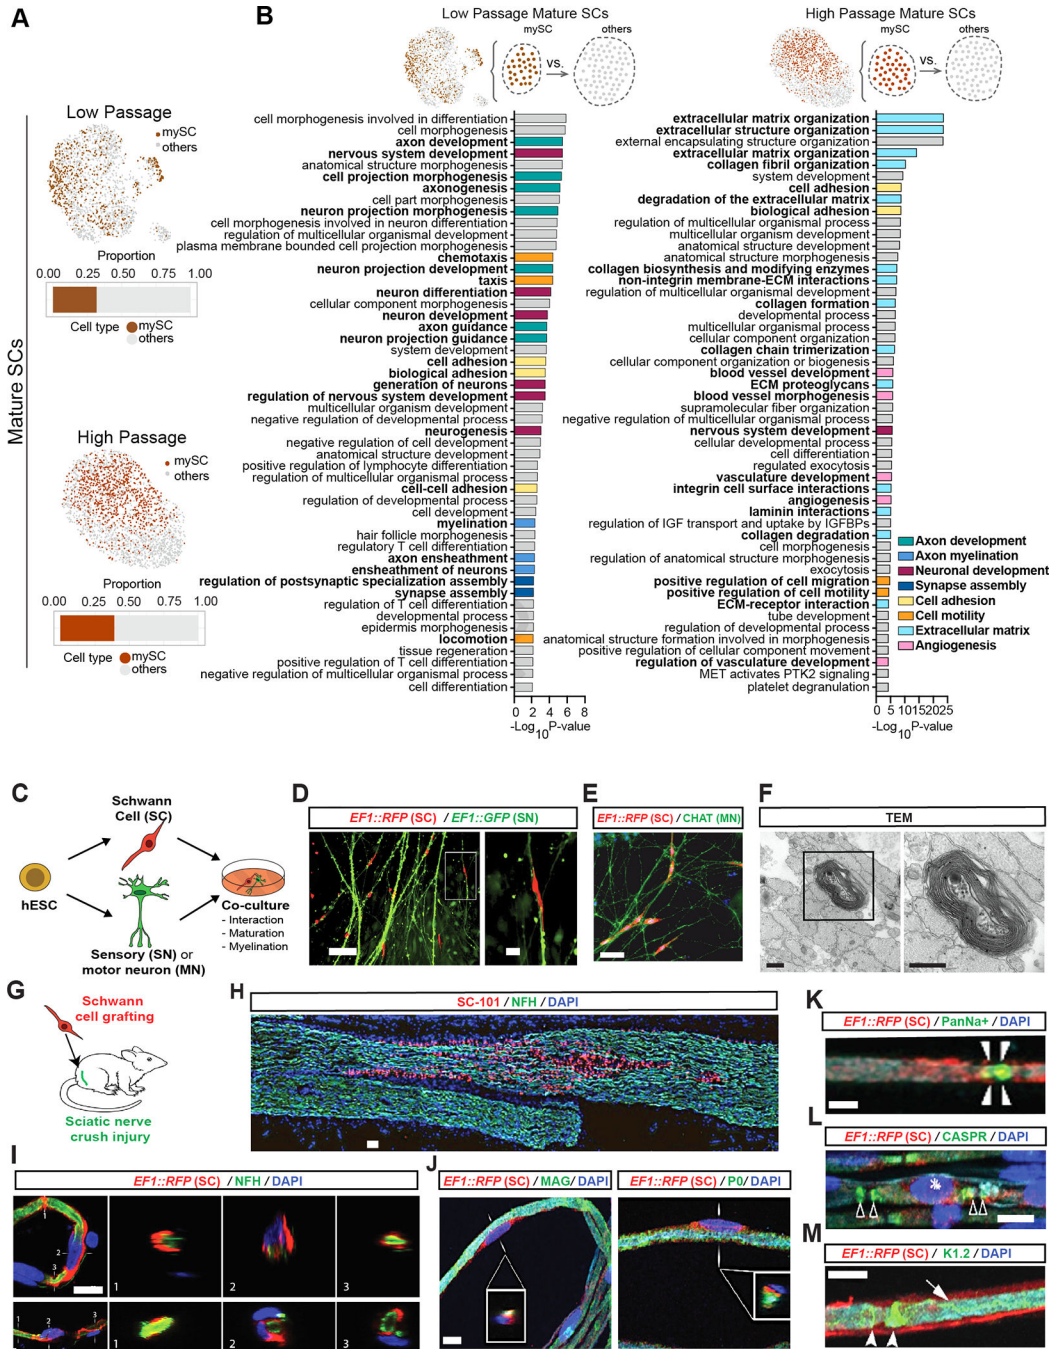 A
Low Passage
mySC
others
Proportion
0.00 0.25 0.50 0.75 1.00
Cell type mySC
others
Mature SCs
High Passage
mySC
others
Proportion
0.00 0.25 0.50 0.75 1.00
Cell type mySC
others
B
Low Passage Mature SCs
mySC
others
vs.
cell morphogenesis involved in differentiation
cell morphogenesis
axon development
nervous system development
anatomical structure morphogenesis
cell projection morphogenesis
axonogenesis
cell part morphogenesis
neuron projection morphogenesis
cell morphogenesis involved in neuron differentiation
regulation of multicellular organismal development
plasma membrane bounded cell projection morphogenesis
chemotaxis
neuron projection development
taxis
neuron differentiation
cellular component morphogenesis
neuron development
axon guidance
neuron projection guidance
system development
cell adhesion
biological adhesion
generation of neurons
regulation of nervous system development
multicellular organism development
negative regulation of developmental process
neurogenesis
negative regulation of cell development
anatomical structure development
positive regulation of lymphocyte differentiation
regulation of multicellular organismal process
cell-cell adhesion
regulation of developmental process
cell development
myelination
hair follicle morphogenesis
regulatory T cell differentiation
axon ensheathment
ensheathment of neurons
regulation of postsynaptic specialization assembly
synapse assembly
regulation of T cell differentiation
developmental process
epidermis morphogenesis
locomotion
tissue regeneration
positive regulation of T cell differentiation
negative regulation of multicellular organismal process
cell differentiation
0 2 4 6 8
-Log10P-value
High Passage Mature SCs
mySC
others
vs.
extracellular matrix organization
extracellular structure organization
external encapsulating structure organization
extracellular matrix organization
collagen fibril organization
system development
cell adhesion
degradation of the extracellular matrix
biological adhesion
regulation of multicellular organismal process
multicellular organism development
anatomical structure development
anatomical structure morphogenesis
collagen biosynthesis and modifying enzymes
non-integrin membrane-ECM interactions
regulation of multicellular organismal development
collagen formation
developmental process
multicellular organismal process
cellular component organization
collagen chain trimerization
cellular component organization or biogenesis
blood vessel development
ECM proteoglycans
blood vessel morphogenesis
supramolecular fiber organization
negative regulation of multicellular organismal process
nervous system development
cellular developmental process
cell differentiation
regulated exocytosis
vasculature development
integrin cell surface interactions
angiogenesis
laminin interactions
regulation of IGF transport and uptake by IGFBPs
collagen degradation
cell morphogenesis
regulation of anatomical structure morphogenesis
exocytosis
positive regulation of cell migration
positive regulation of cell motility
ECM-receptor interaction
tube development
regulation of developmental process
anatomical structure formation involved in morphogenesis
positive regulation of cellular component movement
regulation of vasculature development
MET activates PTK2 signaling
platelet degranulation
0 5 10 15 20 25
-Log10P-value
Axon development
Axon myelination
Neuronal development
Synapse assembly
Cell adhesion
Cell motility
Extracellular matrix
Angiogenesis
C
Schwann
Cell (SC)
hESC
Sensory (SN) or
motor neuron (MN)
Co-culture
- Interaction
- Maturation
- Myelination
D
EF1::RFP (SC) / EF1::GFP (SN)
E
EF1::RFP (SC) / CHAT (MN)
F
TEM
G
Schwann
cell grafting
Sciatic nerve
crush injury
H
SC-101 / NFH / DAPI
I
EF1::RFP (SC) / NFH / DAPI
1
2
3
1
2
3
1 2 3
1
2
3
J
EF1::RFP (SC) / MAG / DAPI
EF1::RFP (SC) / P0 / DAPI
K
EF1::RFP (SC) / PanNa+ / DAPI
L
EF1::RFP (SC) / CASPR / DAPI
*
M
EF1::RFP (SC) / K1.2 / DAPI